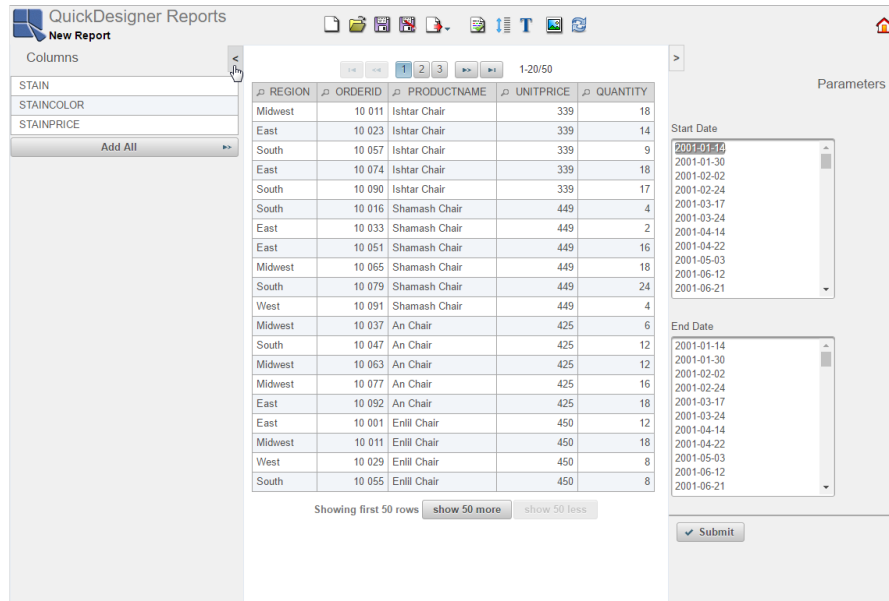 QuickDesigner Reports
New Report
Columns
<
STAIN
STAINCOLOR
STAINPRICE
Add All
1 2 3 1-20/50
REGION ORDERID PRODUCTNAME UNITPRICE QUANTITY
Midwest 10 011 Ishtar Chair 339 18
East 10 023 Ishtar Chair 339 14
South 10 057 Ishtar Chair 339 9
East 10 074 Ishtar Chair 339 18
South 10 090 Ishtar Chair 339 17
South 10 016 Shamash Chair 449 4
East 10 033 Shamash Chair 449 2
East 10 051 Shamash Chair 449 16
Midwest 10 065 Shamash Chair 449 18
South 10 079 Shamash Chair 449 24
West 10 091 Shamash Chair 449 4
Midwest 10 037 An Chair 425 6
South 10 047 An Chair 425 12
Midwest 10 063 An Chair 425 12
Midwest 10 077 An Chair 425 16
East 10 092 An Chair 425 18
East 10 001 Enlil Chair 450 12
Midwest 10 011 Enlil Chair 450 18
West 10 029 Enlil Chair 450 8
South 10 055 Enlil Chair 450 8
Showing first 50 rows show 50 more show 50 less
>
Parameters
Start Date
2001-01-14
2001-01-30
2001-02-02
2001-02-24
2001-03-17
2001-03-24
2001-04-14
2001-04-22
2001-05-03
2001-06-12
2001-06-21
End Date
2001-01-14
2001-01-30
2001-02-02
2001-02-24
2001-03-17
2001-03-24
2001-04-14
2001-04-22
2001-05-03
2001-06-12
2001-06-21
Submit